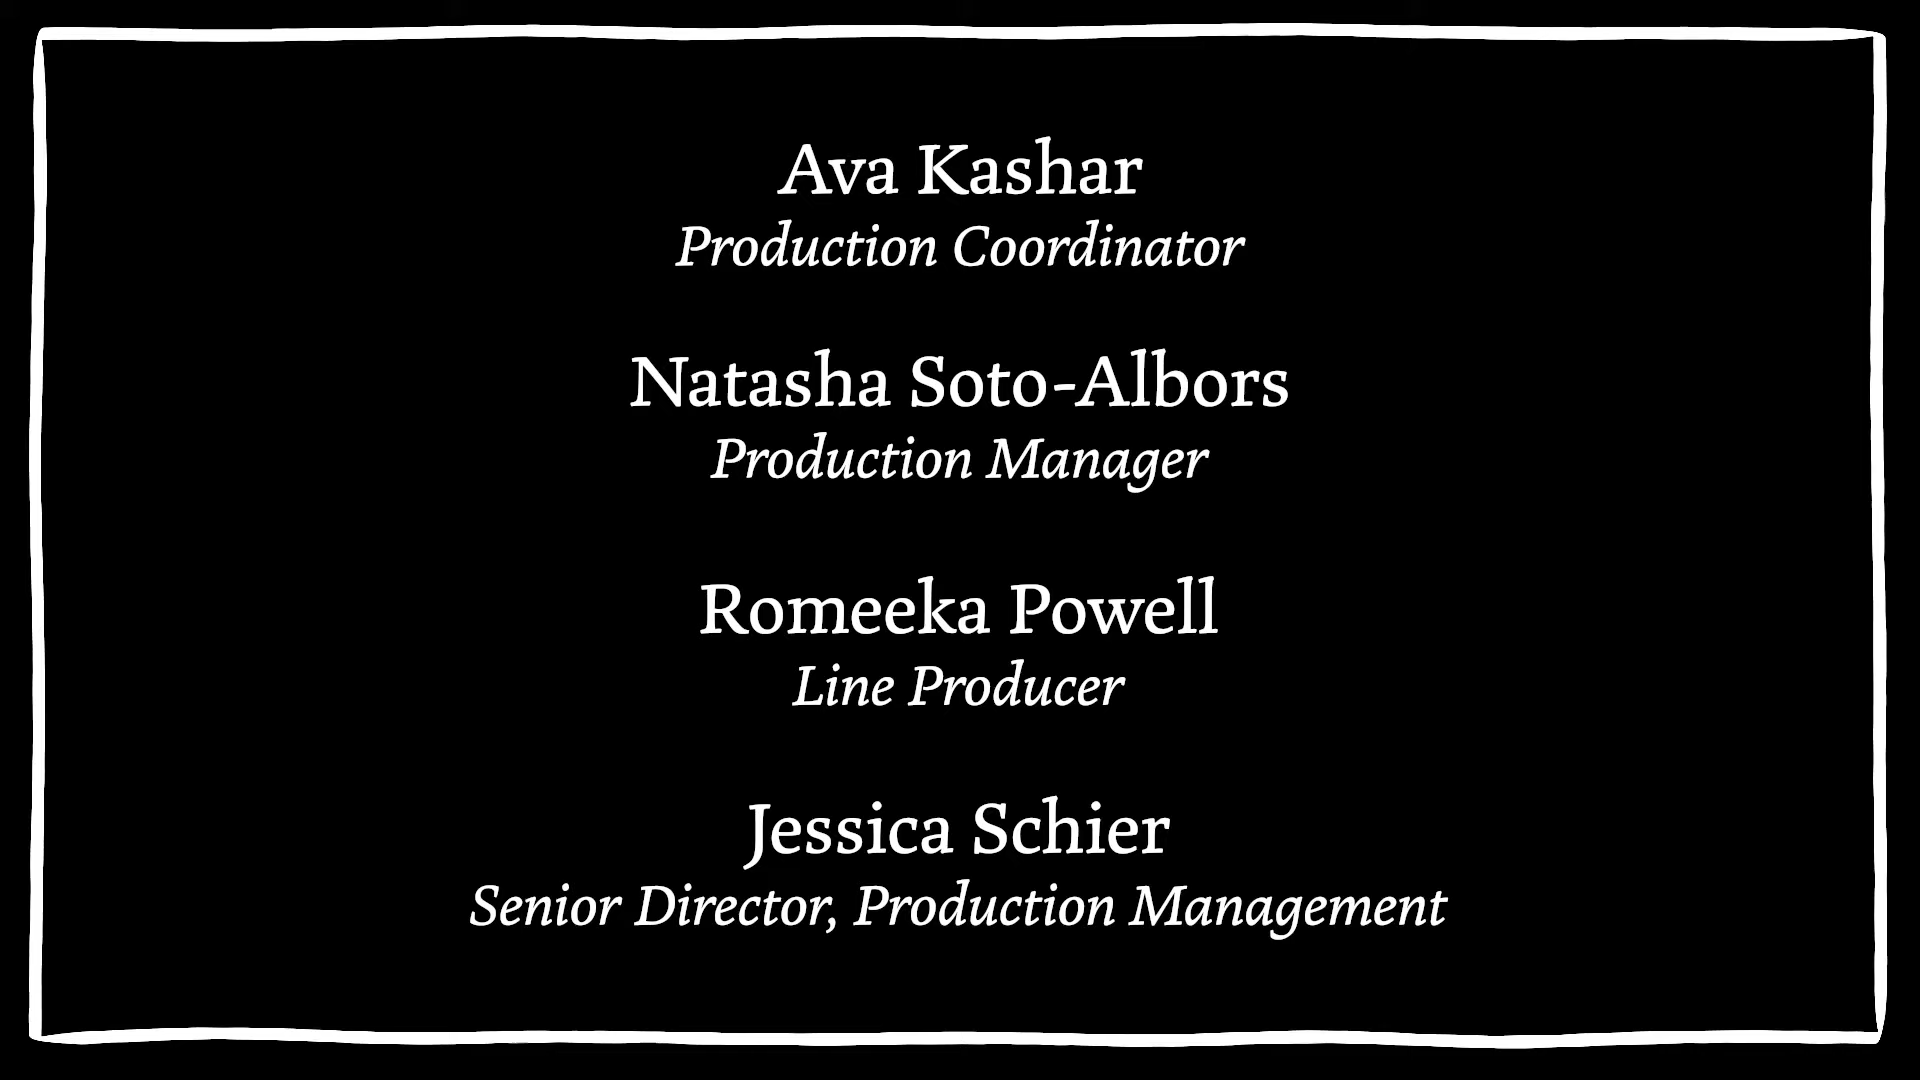 Ava Kashar
Production Coordinator
Natasha Soto-Albors
Production Manager
Romeeka Powell
Line Producer
Jessica Schier
Senior Director, Production Management